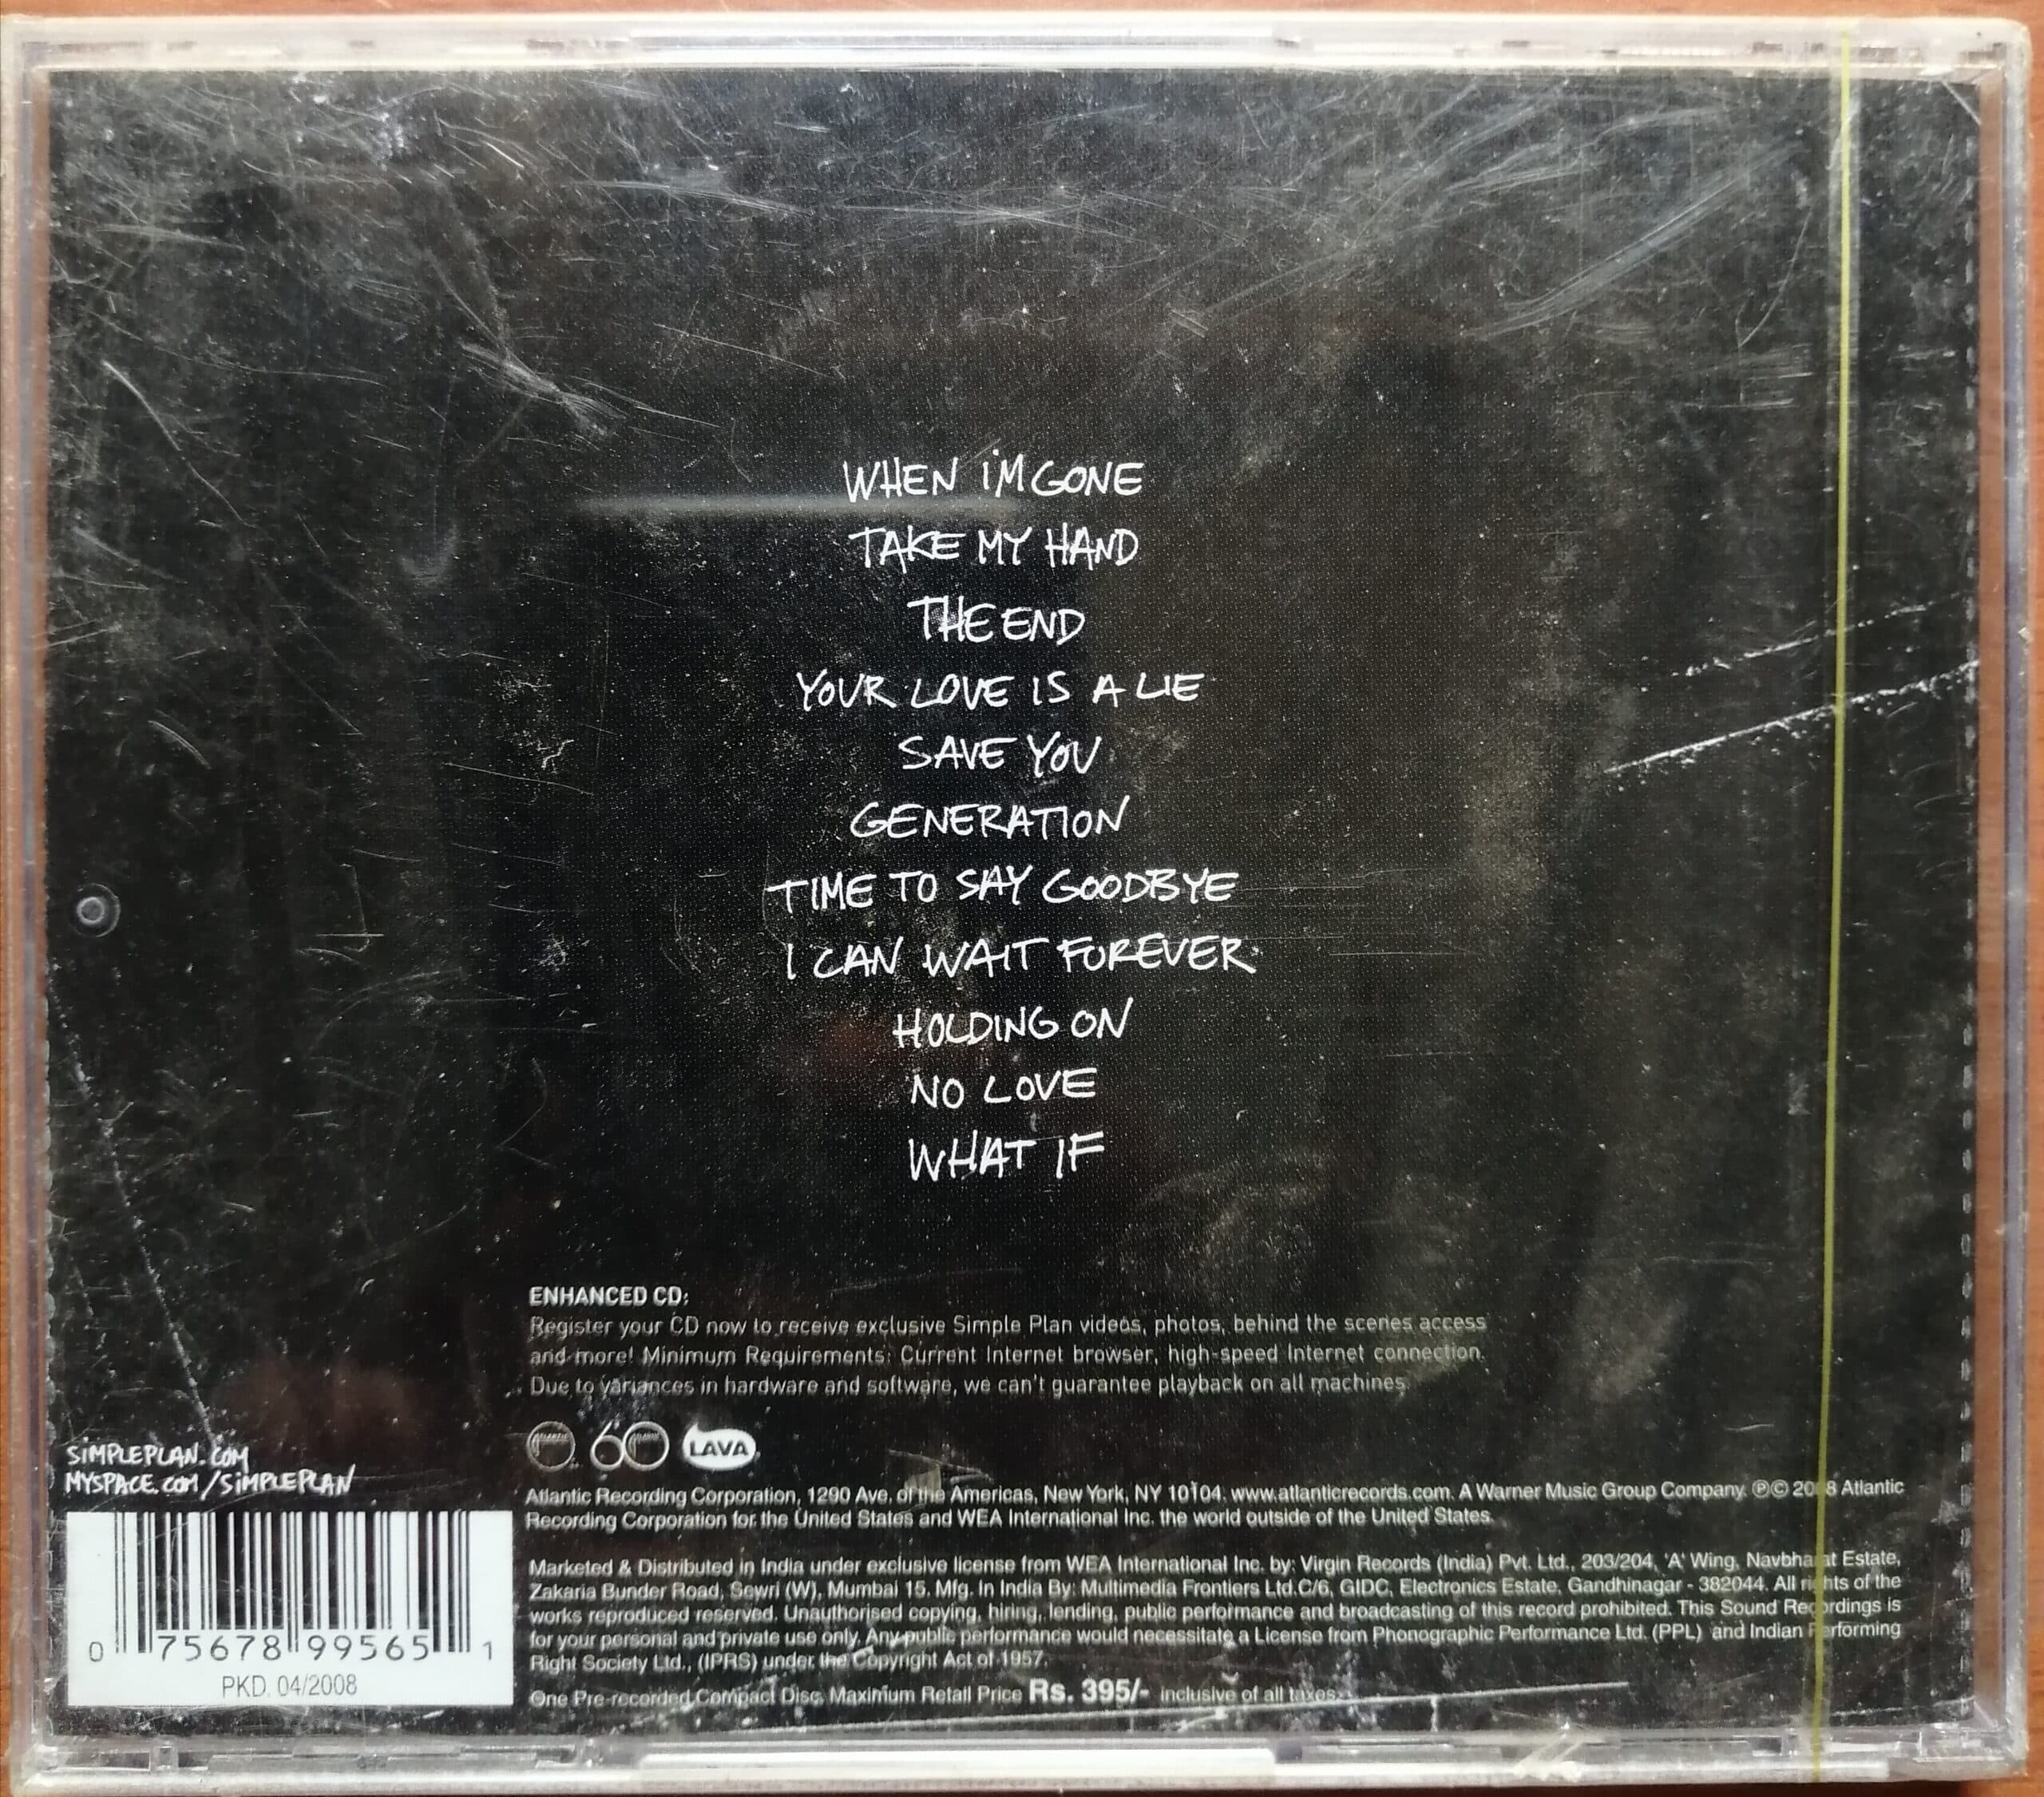 WHEN I'M GONE
TAKE MY HAND
THE END
YOUR LOVE IS A LIE
SAVE YOU
GENERATION
TIME TO SAY GOODBYE
I CAN WAIT FOREVER
HOLDING ON
NO LOVE
WHAT IF
ENHANCED CD:
Register your CD now to receive exclusive Simple Plan videos, photos, behind the scenes access
and more! Minimum Requirements: Current Internet browser, high-speed Internet connection.
Due to variances in hardware and software, we can't guarantee playback on all machines.
60 LAVA
SIMPLEPLAN.COM
MYSPACE.COM/SIMPLEPLAN
Atlantic Recording Corporation, 1290 Ave. of the Americas, New York, NY 10104. www.atlanticrecords.com. A Warner Music Group Company. ℗© 2008 Atlantic
Recording Corporation for the United States and WEA International Inc. the world outside of the United States.
Marketed & Distributed in India under exclusive license from WEA International Inc. by: Virgin Records (India) Pvt. Ltd., 203/204, 'A' Wing, Navbharat Estate,
Zakaria Bunder Road, Sewri (W), Mumbai 15. Mfg. In India By: Multimedia Frontiers Ltd.C/6, GIDC, Electronics Estate, Gandhinagar - 382044. All rights of the
works reproduced reserved. Unauthorised copying, hiring, lending, public performance and broadcasting of this record prohibited. This Sound Recordings is
for your personal and private use only. Any public performance would necessitate a License from Phonographic Performance Ltd. (PPL) and Indian Performing
Right Society Ltd., (IPRS) under the Copyright Act of 1957.
One Pre-recorded Compact Disc Maximum Retail Price Rs. 395/- inclusive of all taxes.
0 75678 99565 1
PKD. 04/2008